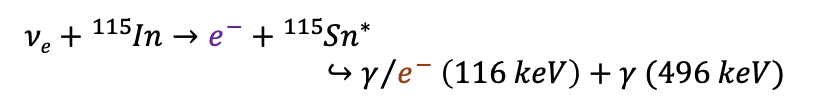 νₑ + ¹¹⁵In → e⁻ + ¹¹⁵Sn*
↪ γ/e⁻ (116 keV) + γ (496 keV)